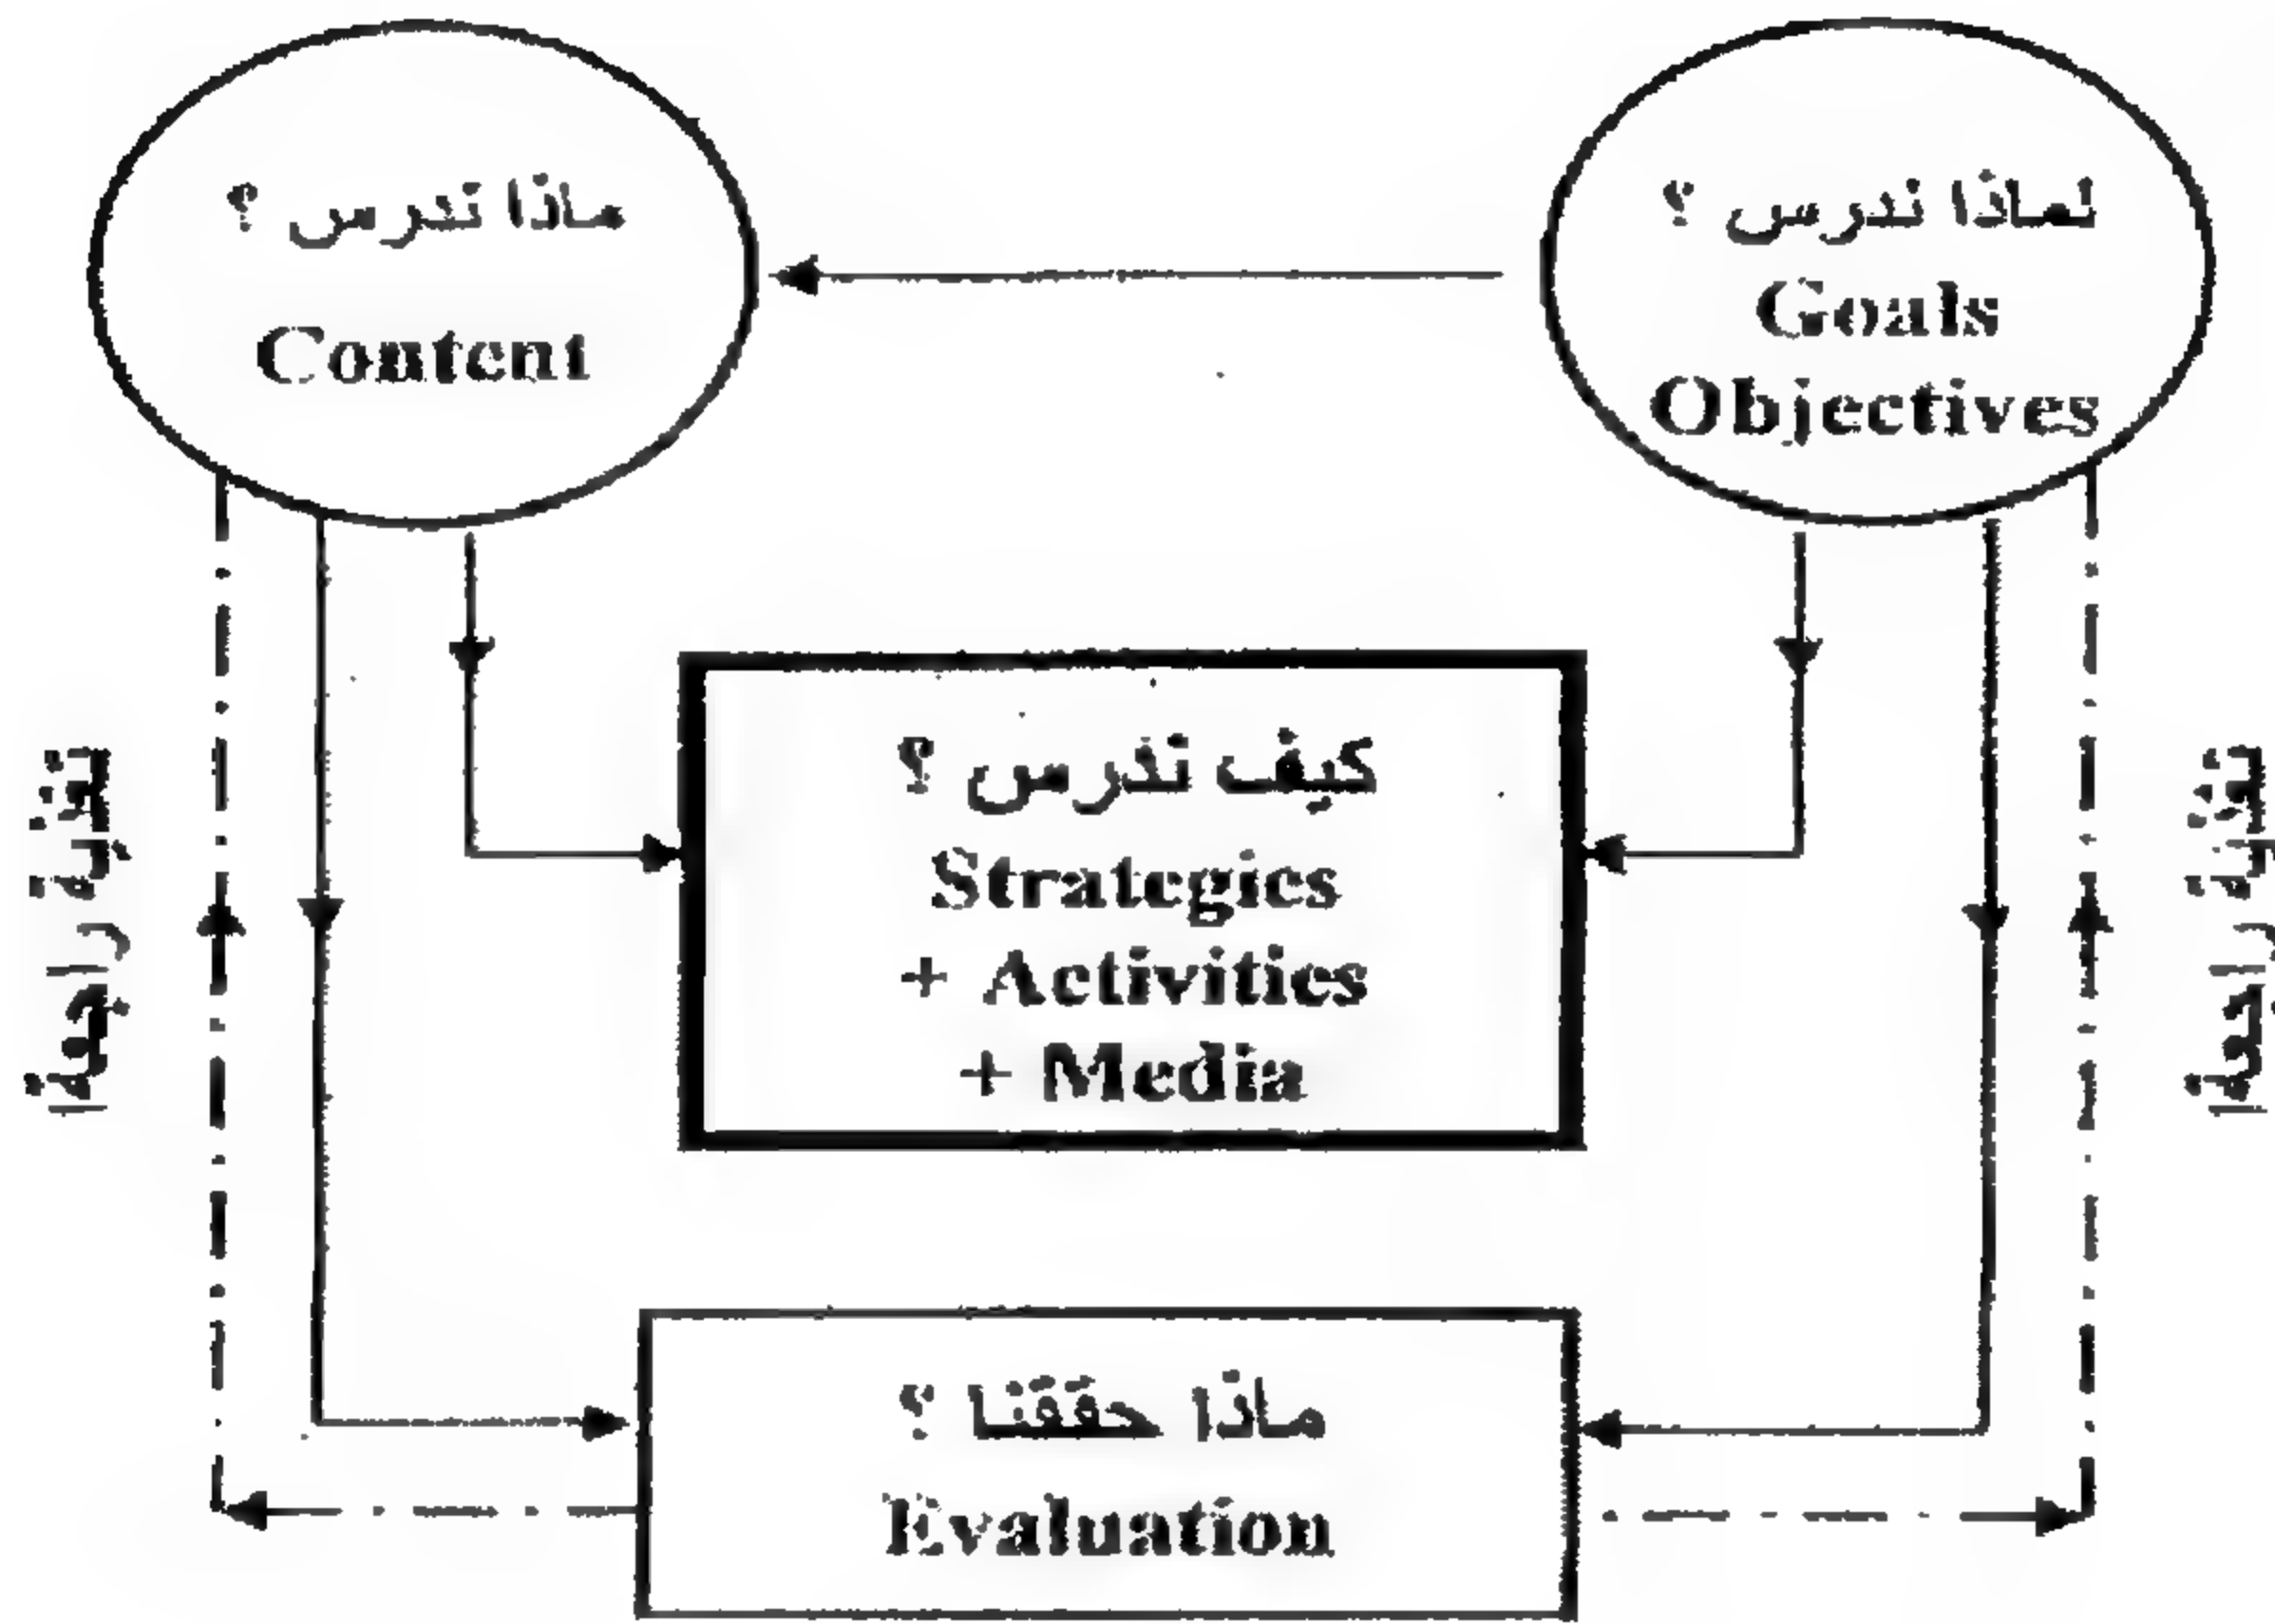 لماذا ندرس ؟
Goals
Objectives
ماذا ندرس ؟
Content
كيف ندرس ؟
Strategies
+ Activities
+ Media
تغذية راجعة
تغذية راجعة
ماذا حققنا ؟
Evaluation